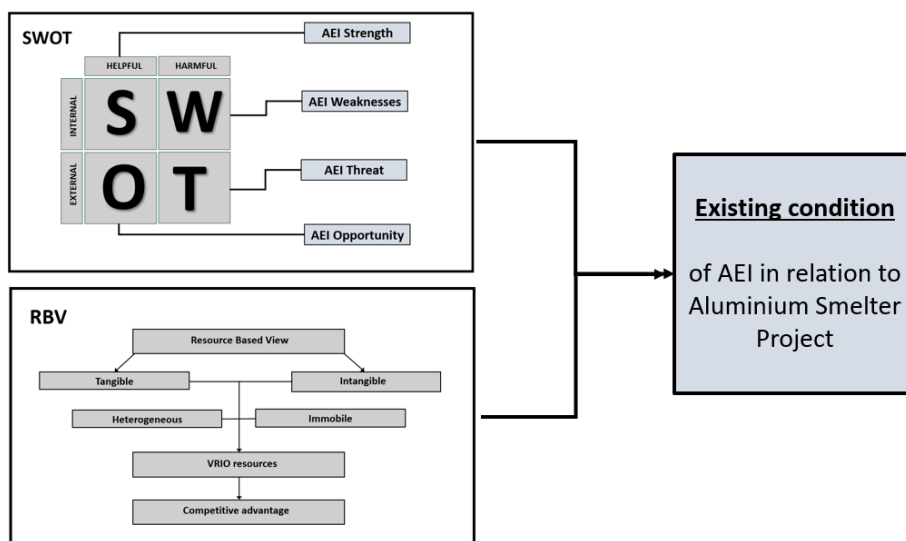 SWOT
AEI Strength
HELPFUL
HARMFUL
INTERNAL
S
W
AEI Weaknesses
EXTERNAL
O
T
AEI Threat
AEI Opportunity
RBV
Resource Based View
Tangible
Intangible
Heterogeneous
Immobile
VRIO resources
Competitive advantage
Existing condition
of AEI in relation to
Aluminium Smelter
Project